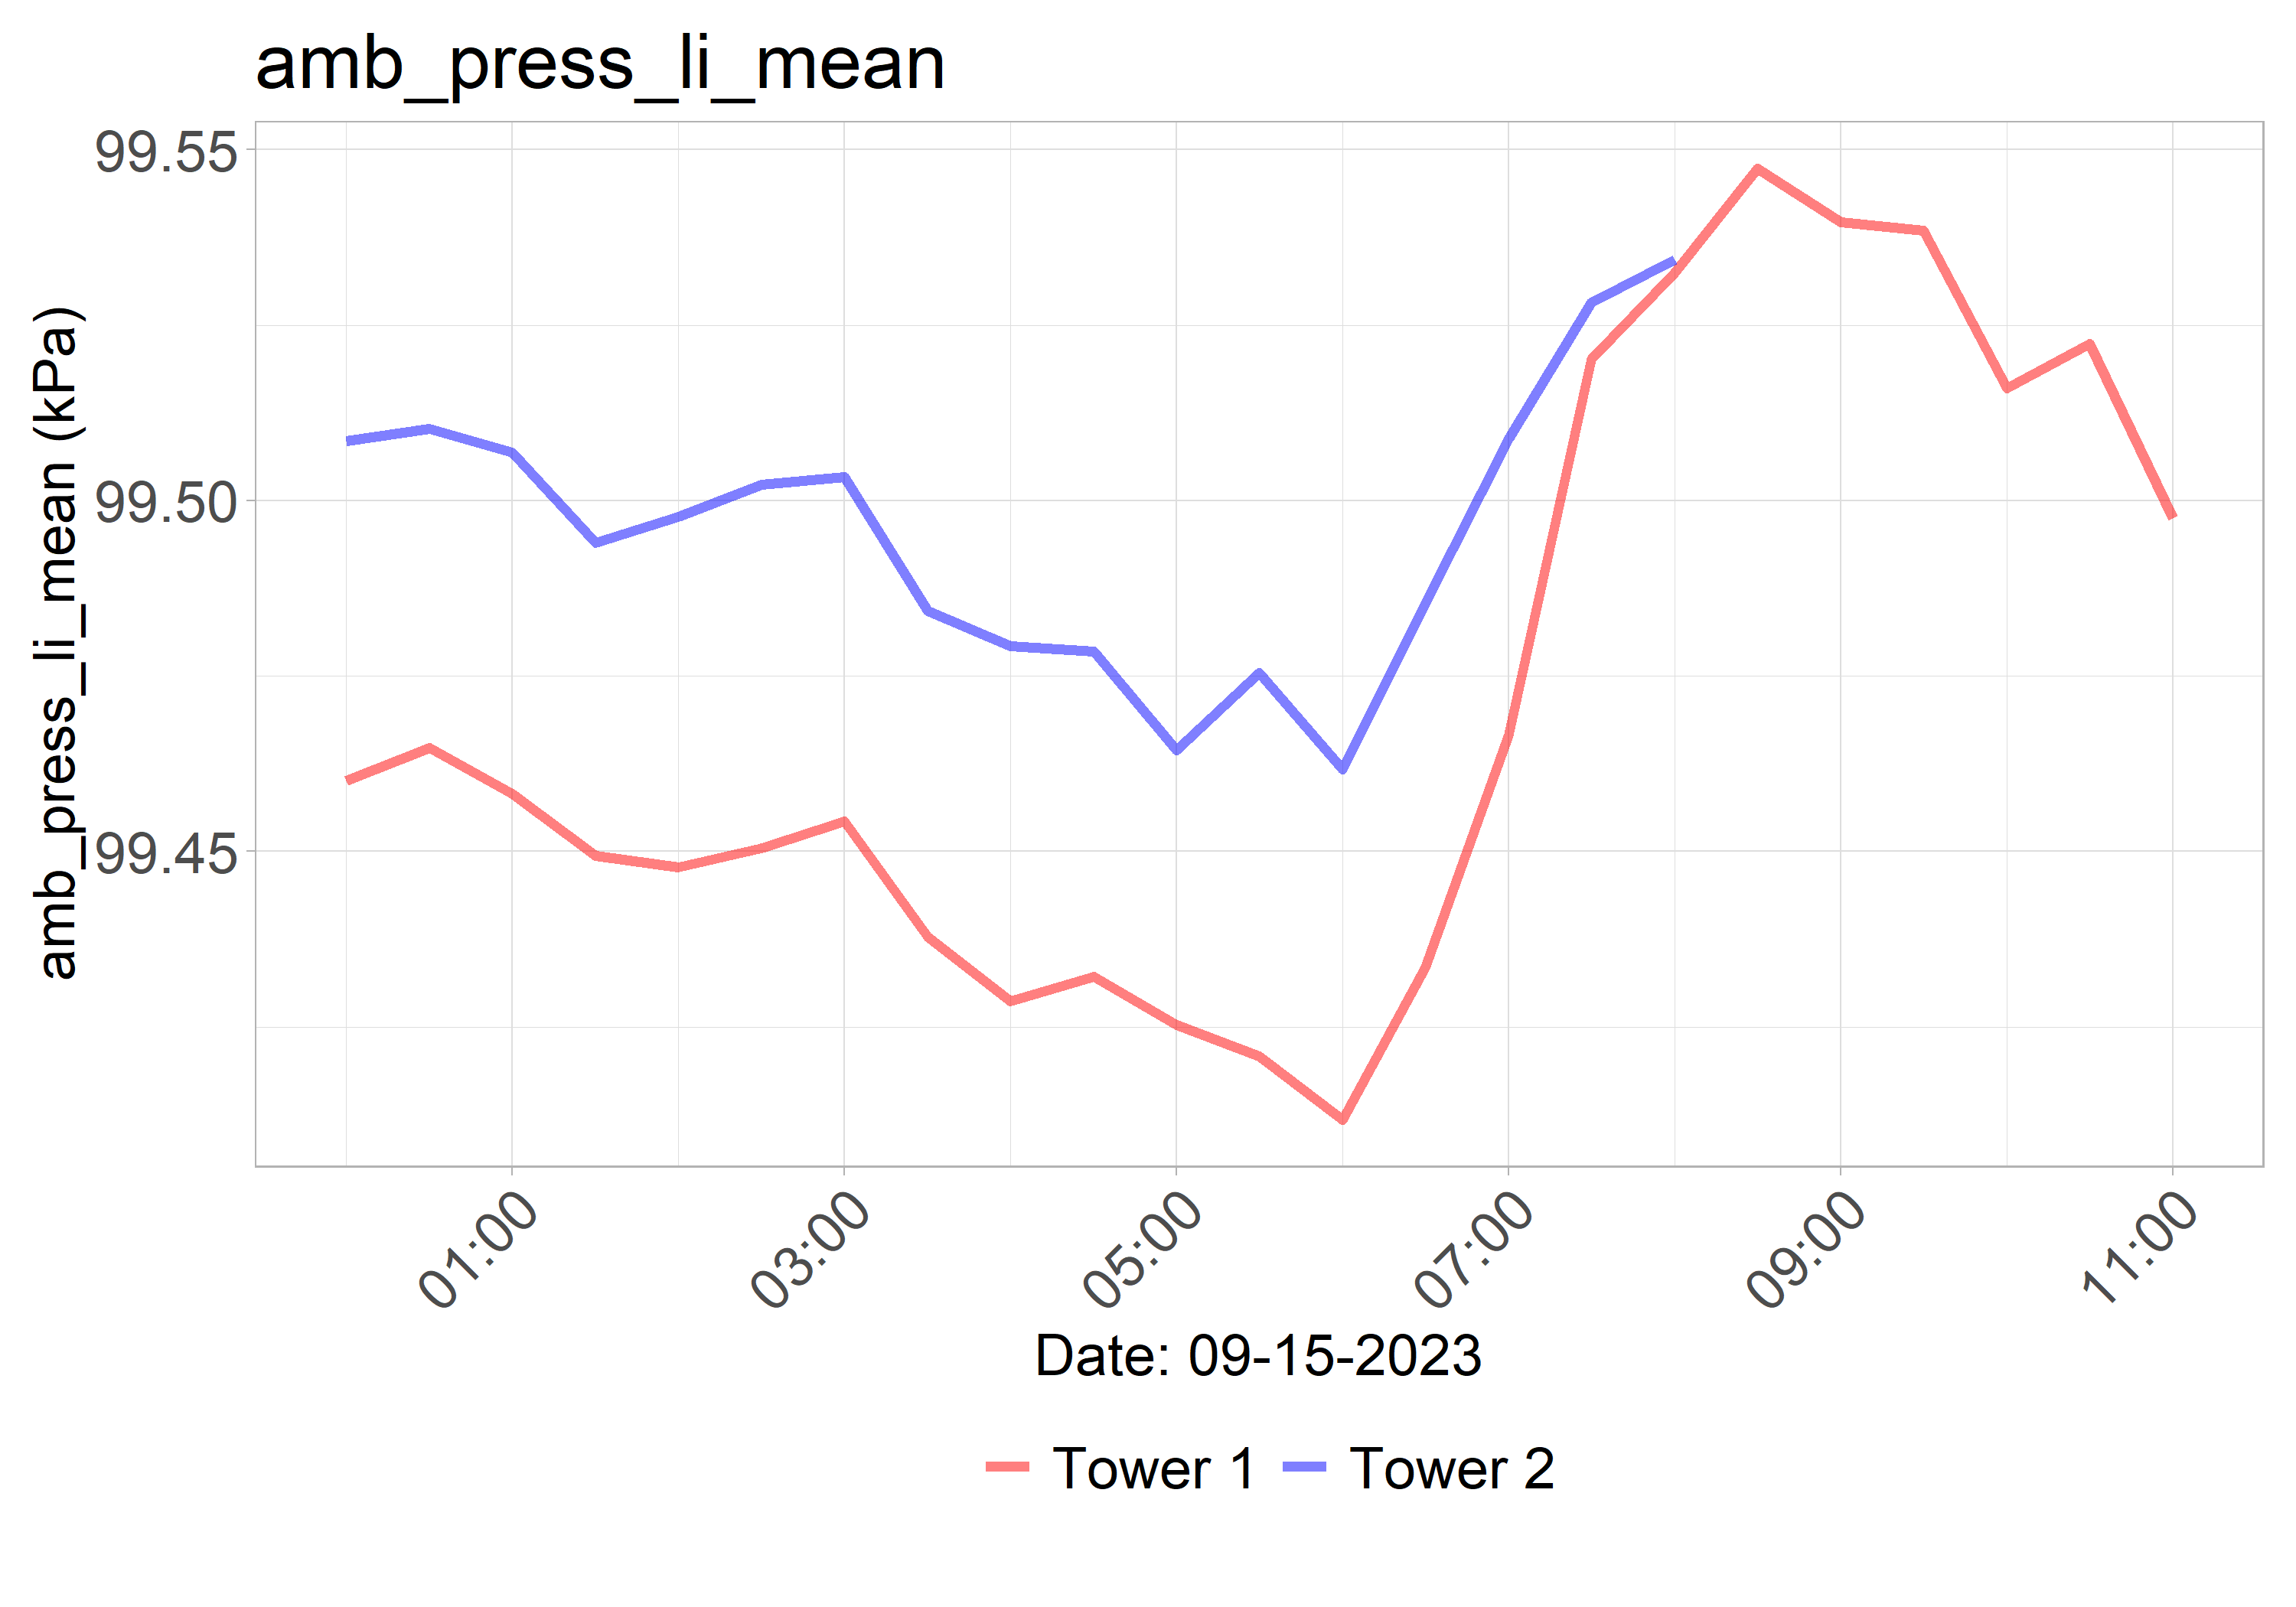 amb_press_li_mean
amb_press_li_mean (kPa)
99.55
99.50
99.45
01:00
03:00
05:00
07:00
09:00
11:00
Date: 09-15-2023
Tower 1
Tower 2